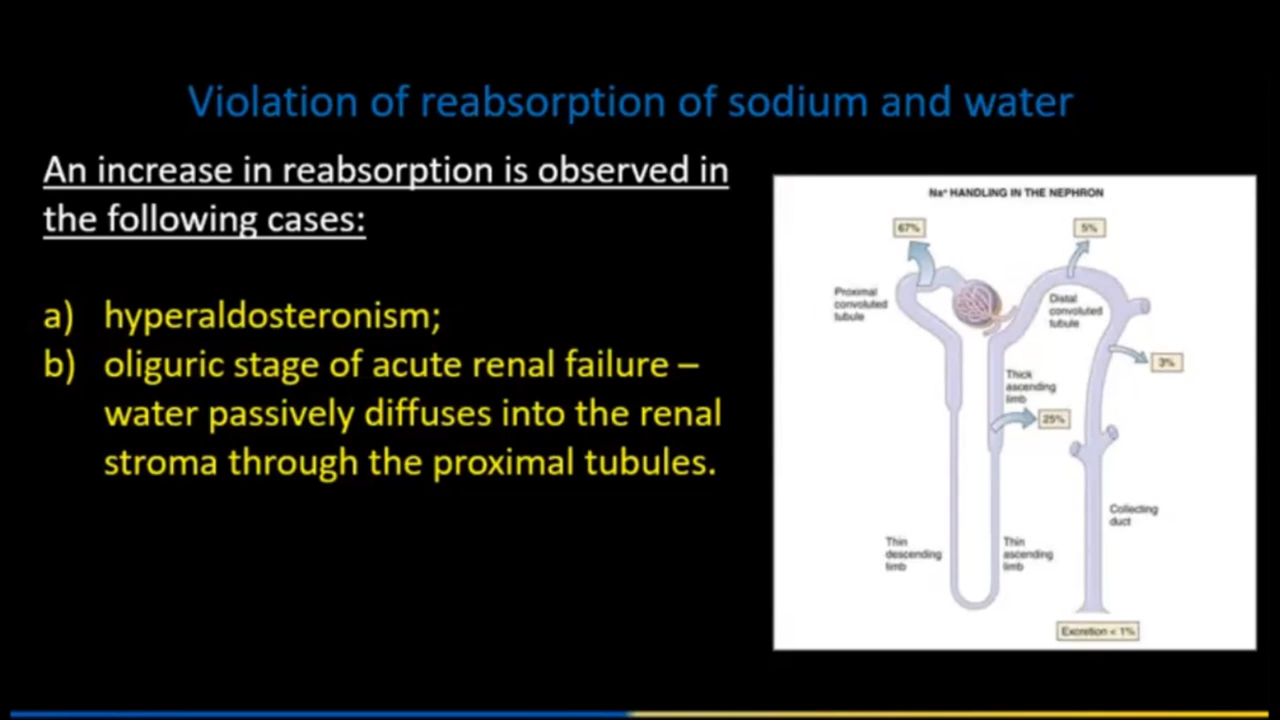 Violation of reabsorption of sodium and water
An increase in reabsorption is observed in
the following cases:
a) hyperaldosteronism;
b) oliguric stage of acute renal failure –
water passively diffuses into the renal
stroma through the proximal tubules.
Na⁺ HANDLING IN THE NEPHRON
67%
5%
Proximal
convoluted
tubule
Distal
convoluted
tubule
3%
Thick
ascending
limb
25%
Collecting
duct
Thin
descending
limb
Thin
ascending
limb
Excretion < 1%